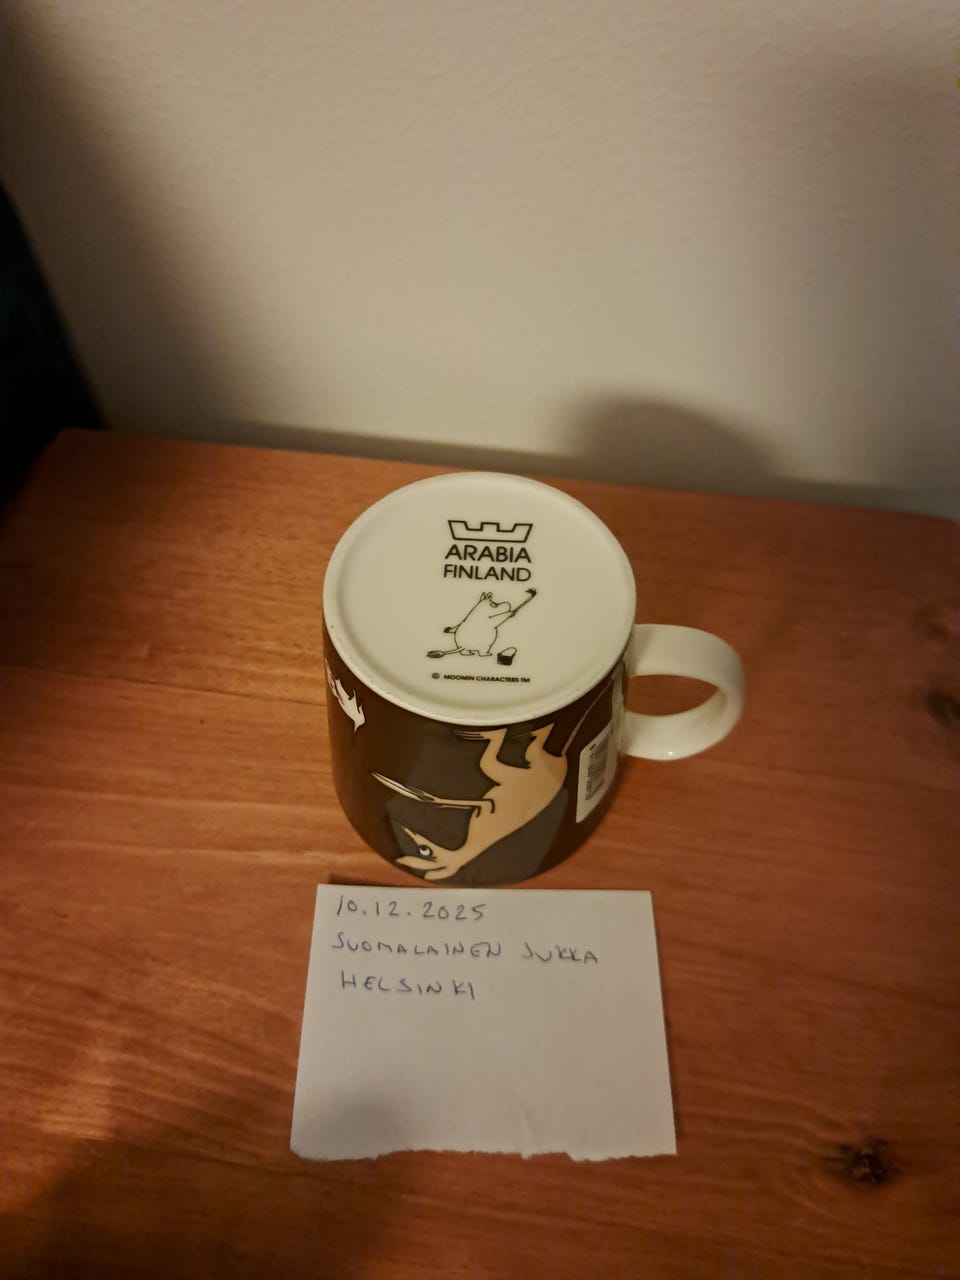 ARABIA
FINLAND
© MOOMIN CHARACTERS TM
10.12.2025
SUOMALAINEN JUKKA
HELSINKI